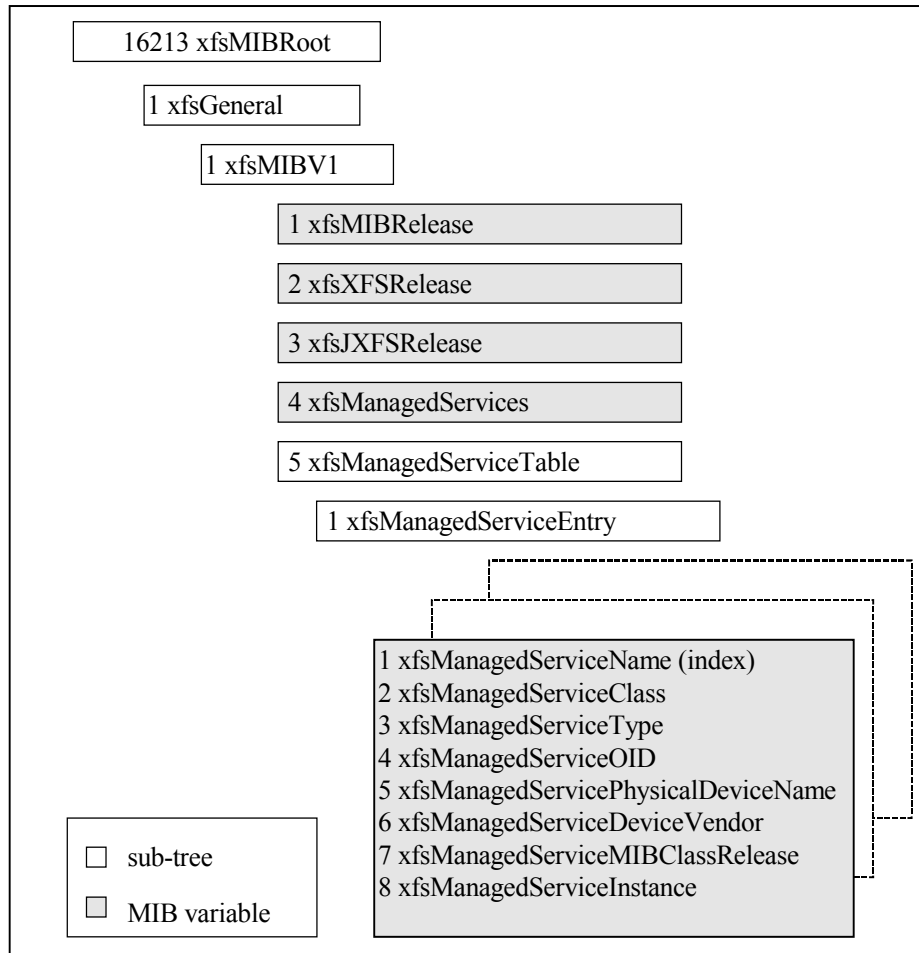 16213 xfsMIBRoot
1 xfsGeneral
1 xfsMIBV1
1 xfsMIBRelease
2 xfsXFSRelease
3 xfsJXFSRelease
4 xfsManagedServices
5 xfsManagedServiceTable
1 xfsManagedServiceEntry
1 xfsManagedServiceName (index)
2 xfsManagedServiceClass
3 xfsManagedServiceType
4 xfsManagedServiceOID
5 xfsManagedServicePhysicalDeviceName
6 xfsManagedServiceDeviceVendor
7 xfsManagedServiceMIBClassRelease
8 xfsManagedServiceInstance
sub-tree
MIB variable